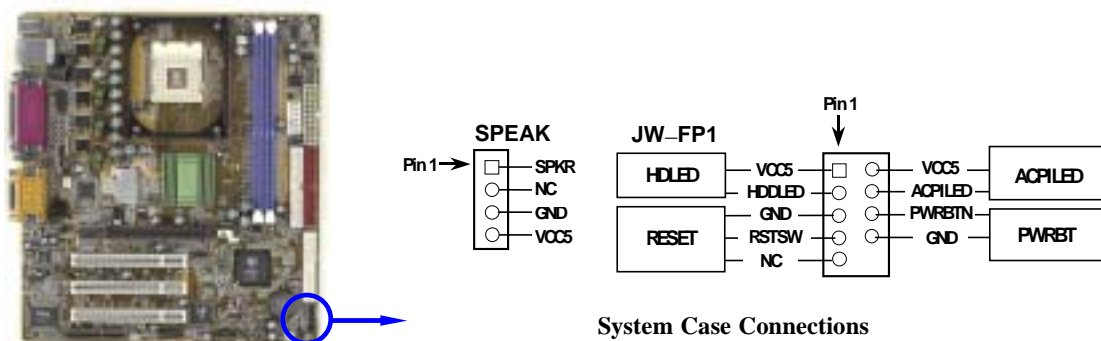 Pin 1
SPEAK
JW–FP1
Pin 1
SPKR
NC
GND
VCC5
HDLED
RESET
VCC5
HDDLED
GND
RSTSW
NC
VCC5
ACPILED
PWRBTN
GND
ACPILED
PWRBT
System Case Connections